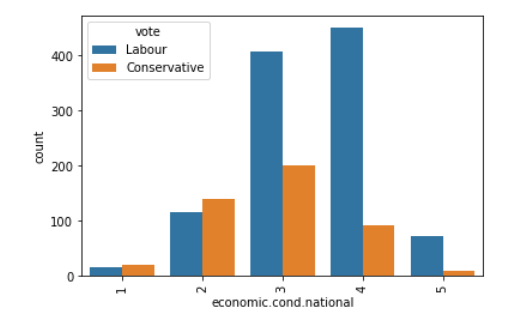 vote
Labour
Conservative
400
300
200
100
0
count
1 2 3 4 5
economic.cond.national